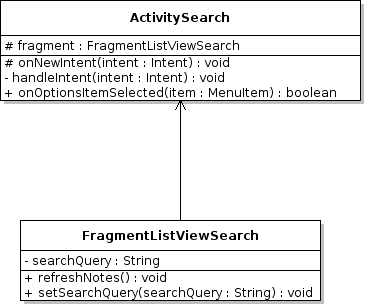 ActivitySearch
# fragment : FragmentListViewSearch
# onNewIntent(intent : Intent) : void
- handleIntent(intent : Intent) : void
+ onOptionsItemSelected(item : MenuItem) : boolean
FragmentListViewSearch
- searchQuery : String
+ refreshNotes() : void
+ setSearchQuery(searchQuery : String) : void